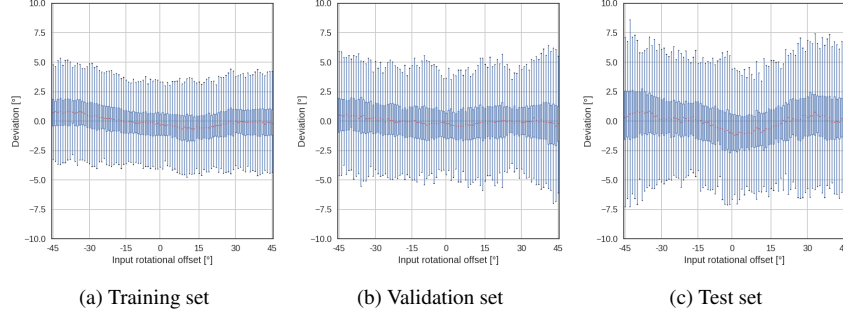 10.0 10.0 10.0
7.5 7.5 7.5
5.0 5.0 5.0
2.5 2.5 2.5
0.0 0.0 0.0
−2.5 −2.5 −2.5
−5.0 −5.0 −5.0
−7.5 −7.5 −7.5
−10.0 −10.0 −10.0
Deviation [°] Deviation [°] Deviation [°]
-45 -30 -15 0 15 30 45 -45 -30 -15 0 15 30 45 -45 -30 -15 0 15 30 45
Input rotational offset [°] Input rotational offset [°] Input rotational offset [°]
(a) Training set (b) Validation set (c) Test set